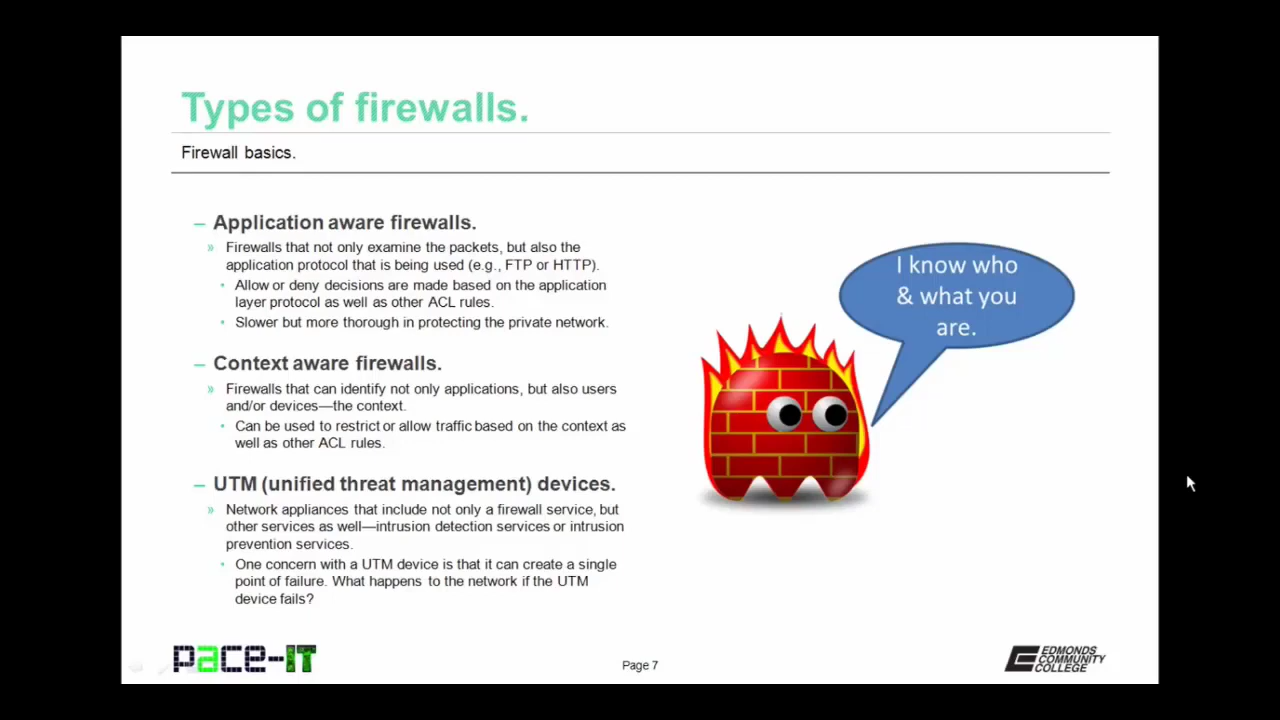 Types of firewalls.
Firewall basics.
– Application aware firewalls.
» Firewalls that not only examine the packets, but also the
application protocol that is being used (e.g., FTP or HTTP).
• Allow or deny decisions are made based on the application
layer protocol as well as other ACL rules.
• Slower but more thorough in protecting the private network.
– Context aware firewalls.
» Firewalls that can identify not only applications, but also users
and/or devices—the context.
• Can be used to restrict or allow traffic based on the context as
well as other ACL rules.
– UTM (unified threat management) devices.
» Network appliances that include not only a firewall service, but
other services as well—intrusion detection services or intrusion
prevention services.
• One concern with a UTM device is that it can create a single
point of failure. What happens to the network if the UTM
device fails?
I know who
& what you
are.
pace-IT
Page 7
EDMONDS
COMMUNITY
COLLEGE